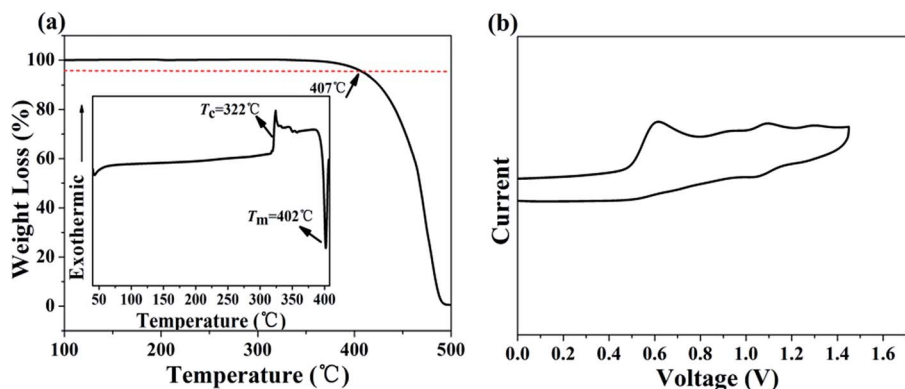 (a)
100
80
60
40
20
0
Weight Loss (%)
407℃
Tc=322℃
Tm=402℃
Exothermic
50 100 150 200 250 300 350 400
Temperature (℃)
100 200 300 400 500
Temperature (℃)
(b)
Current
0.0 0.2 0.4 0.6 0.8 1.0 1.2 1.4 1.6
Voltage (V)